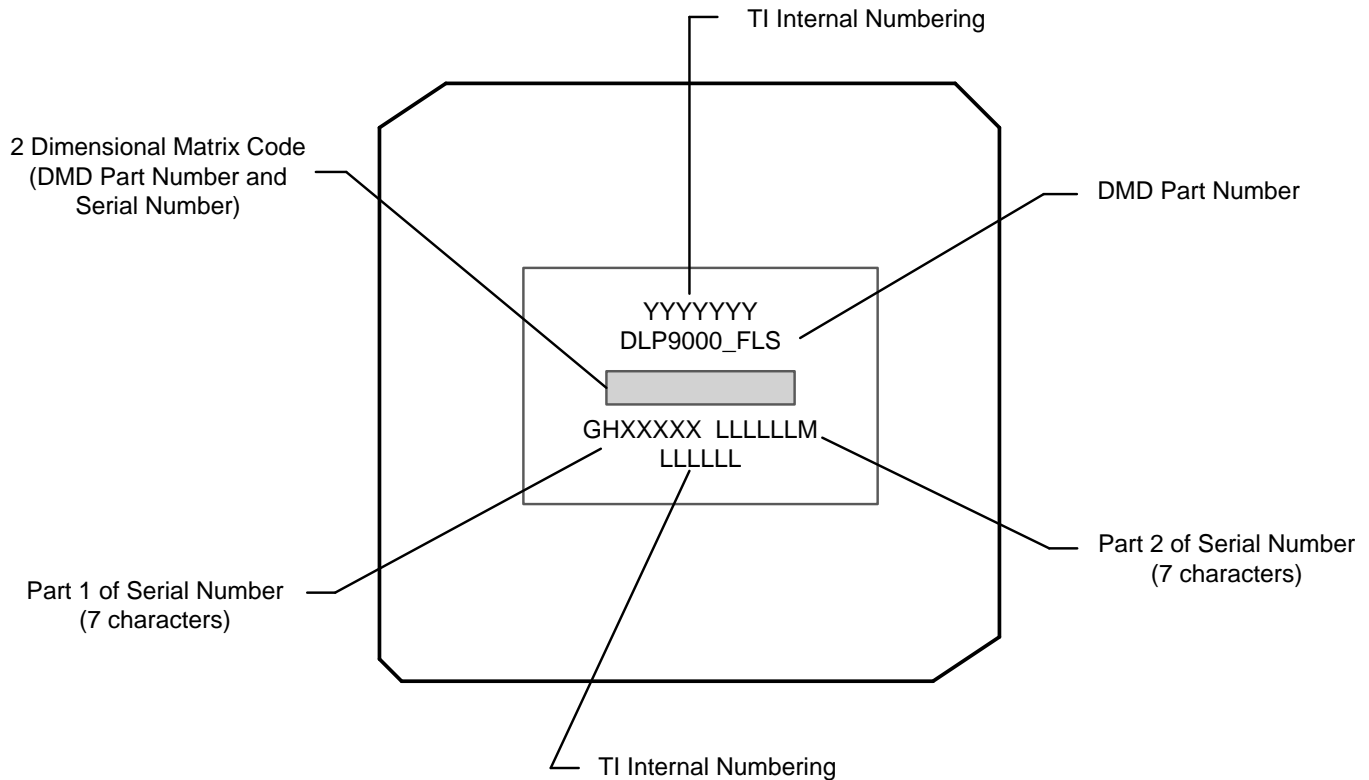 TI Internal Numbering
2 Dimensional Matrix Code
(DMD Part Number and
Serial Number)
DMD Part Number
YYYYYYY
DLP9000_FLS
GHXXXXX LLLLLLM
LLLLLL
Part 1 of Serial Number
(7 characters)
Part 2 of Serial Number
(7 characters)
TI Internal Numbering